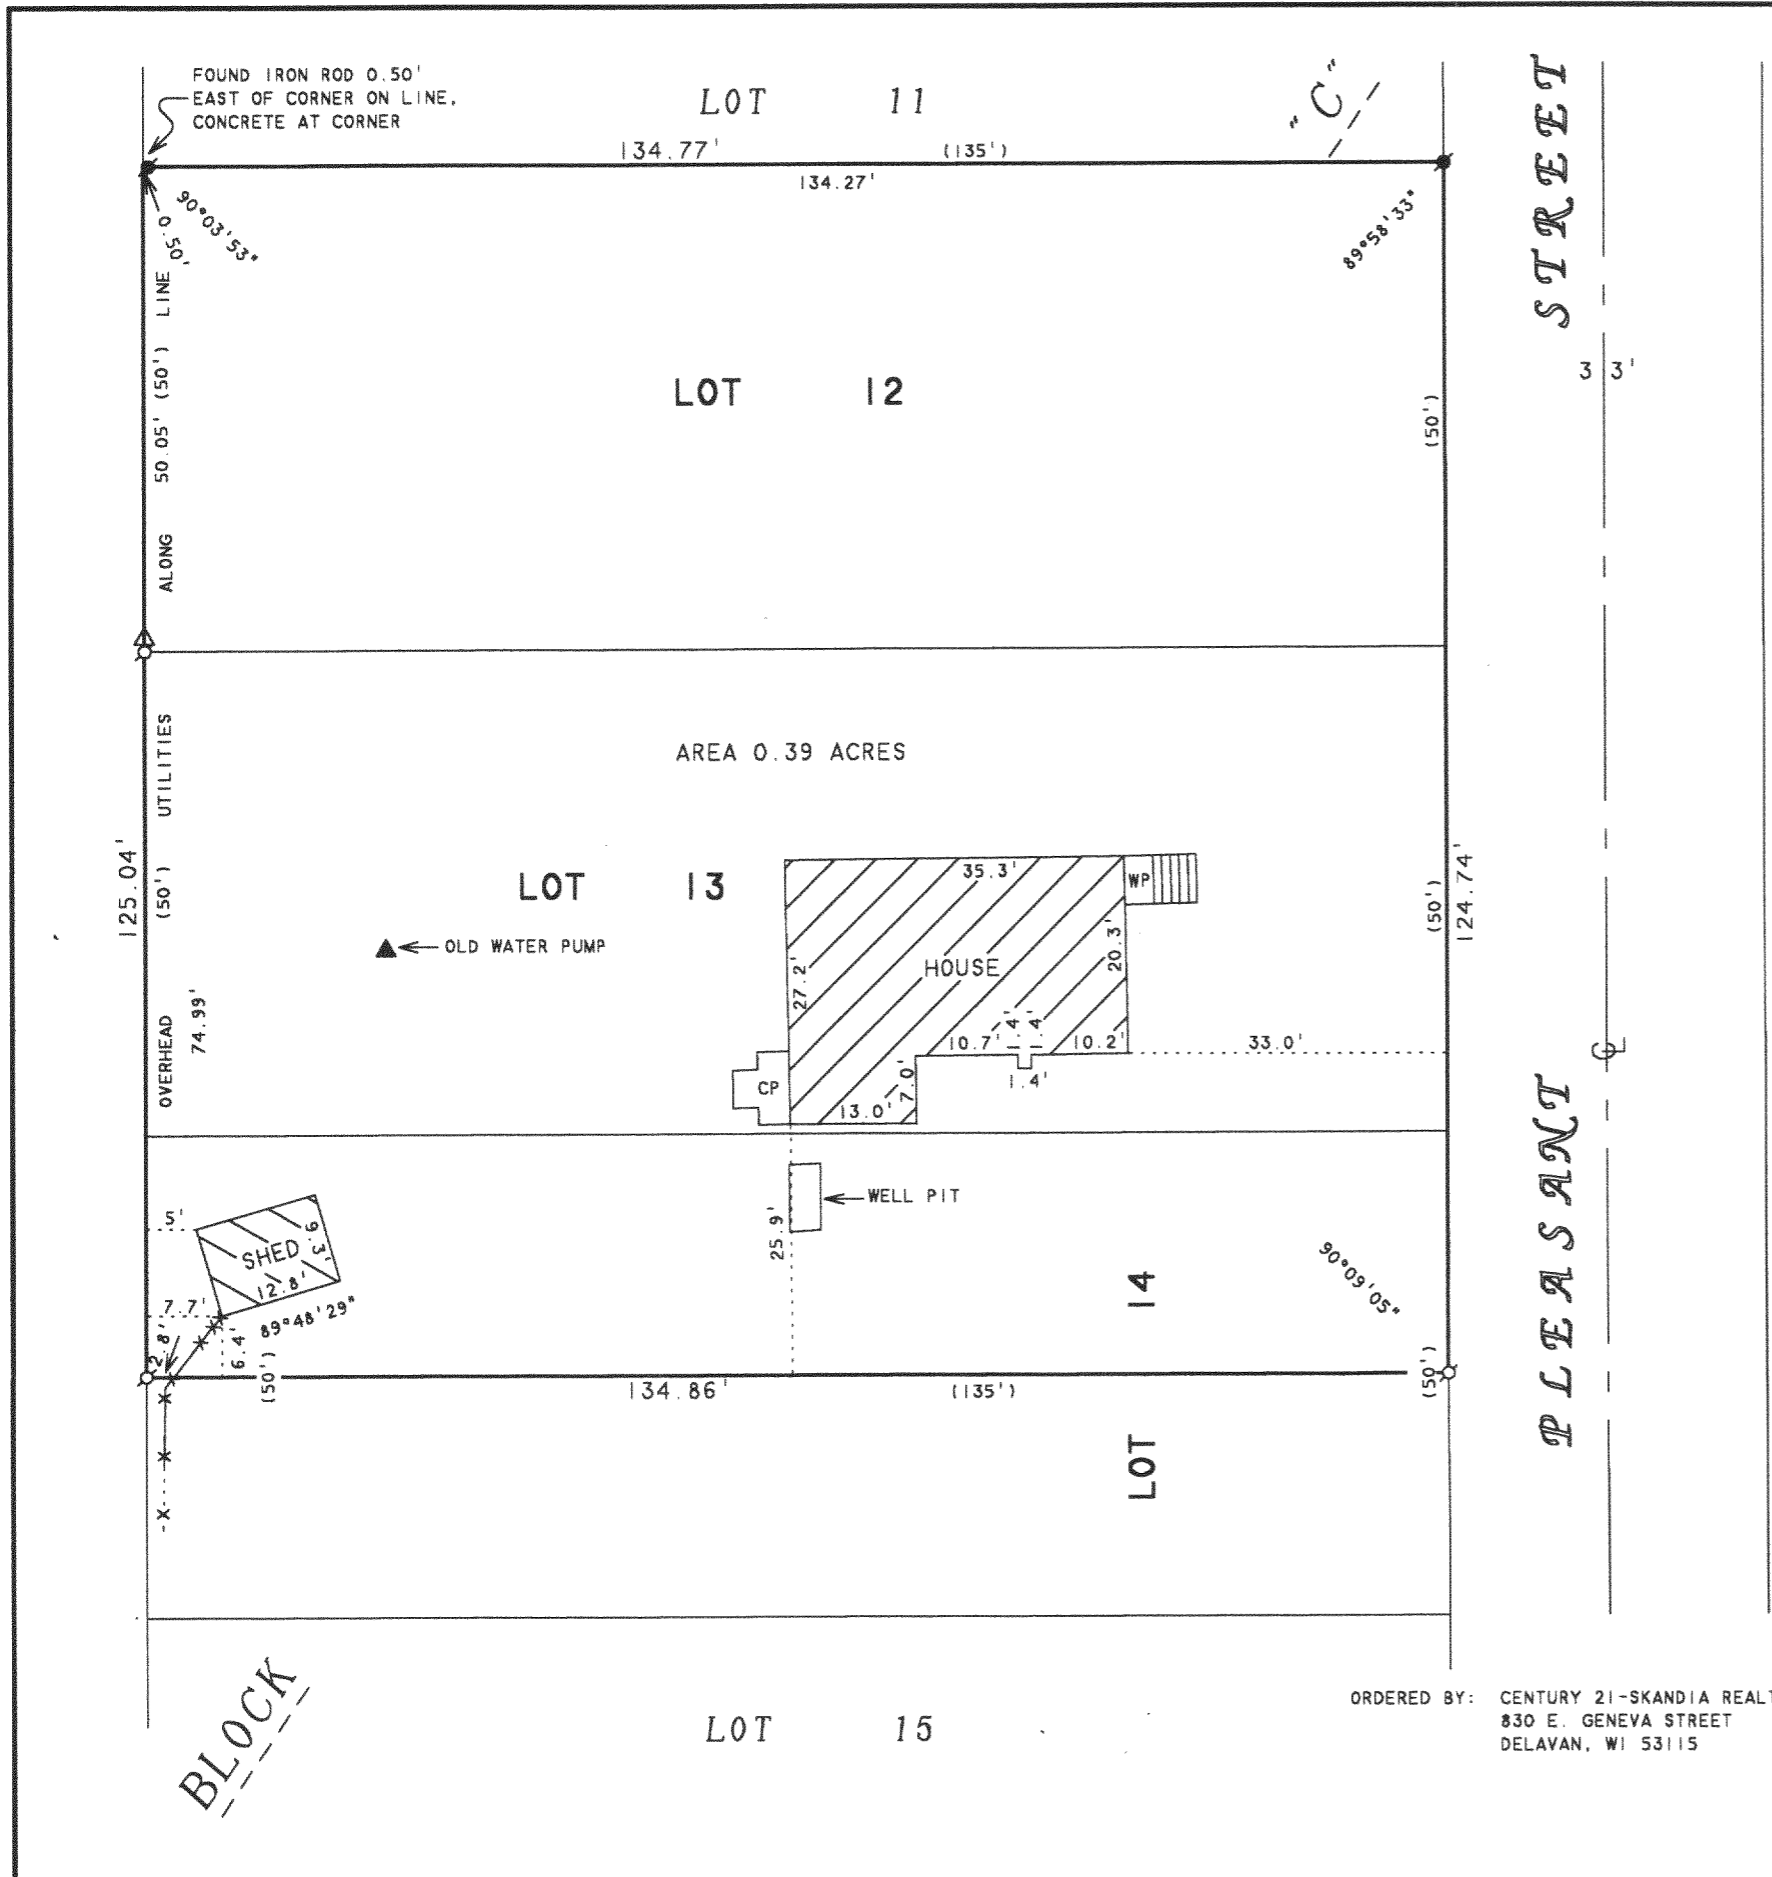 FOUND IRON ROD 0.50'
EAST OF CORNER ON LINE,
CONCRETE AT CORNER
LOT 11
"C"
134.77' (135')
134.27'
90°03'53"
0.50'
89°58'33"
STREET
33'
LOT 12
50.05' (50') LINE
ALONG
(50')
AREA 0.39 ACRES
UTILITIES
(50')
125.04'
LOT 13
OLD WATER PUMP
35.3'
WP
HOUSE
27.2'
20.3'
(50')
124.74'
OVERHEAD
74.99'
10.7'
.4'
.4'
10.2'
33.0'
1.4'
CP
7.0'
13.0'
CL
PLEASANT
WELL PIT
25.9'
5'
SHED
9.3'
12.8'
7.7'
89°48'29"
2.8'
6.4'
(50')
90°09'05"
134.86' (135')
(50')
LOT 14
BLOCK
LOT 15
ORDERED BY: CENTURY 21-SKANDIA REALT
830 E. GENEVA STREET
DELAVAN, WI 53115